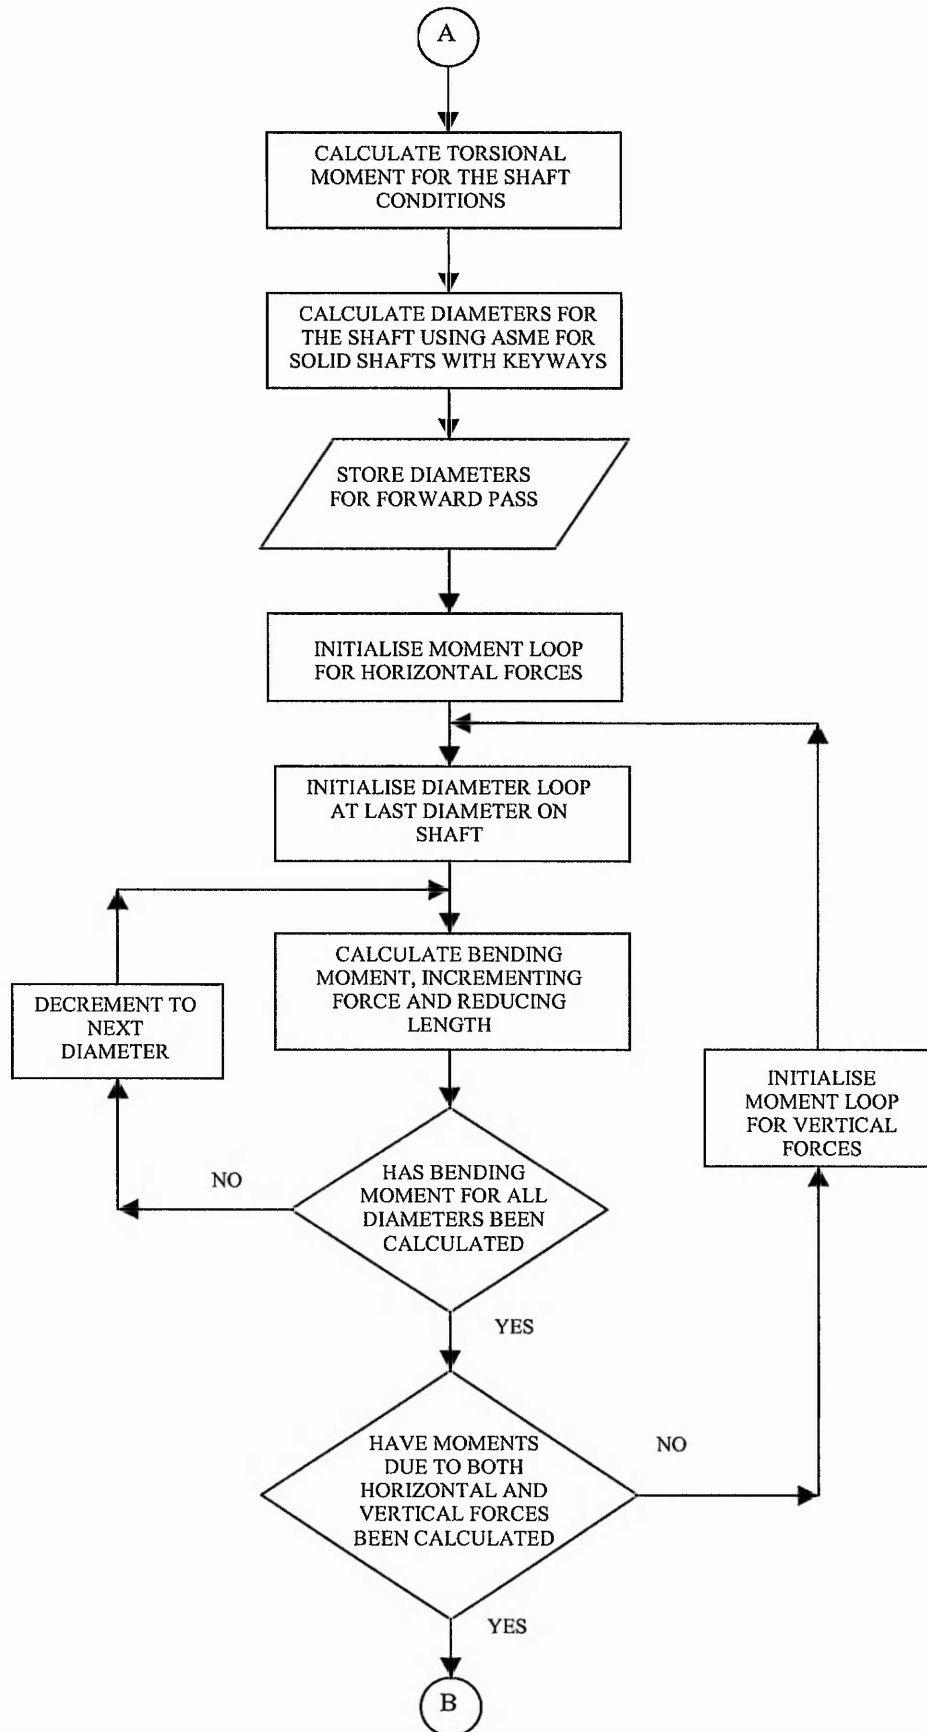 A
CALCULATE TORSIONAL
MOMENT FOR THE SHAFT
CONDITIONS
CALCULATE DIAMETERS FOR
THE SHAFT USING ASME FOR
SOLID SHAFTS WITH KEYWAYS
STORE DIAMETERS
FOR FORWARD PASS
INITIALISE MOMENT LOOP
FOR HORIZONTAL FORCES
INITIALISE DIAMETER LOOP
AT LAST DIAMETER ON
SHAFT
CALCULATE BENDING
MOMENT, INCREMENTING
FORCE AND REDUCING
LENGTH
DECREMENT TO
NEXT
DIAMETER
INITIALISE
MOMENT LOOP
FOR VERTICAL
FORCES
HAS BENDING
MOMENT FOR ALL
DIAMETERS BEEN
CALCULATED
NO
YES
HAVE MOMENTS
DUE TO BOTH
HORIZONTAL AND
VERTICAL FORCES
BEEN CALCULATED
NO
YES
B